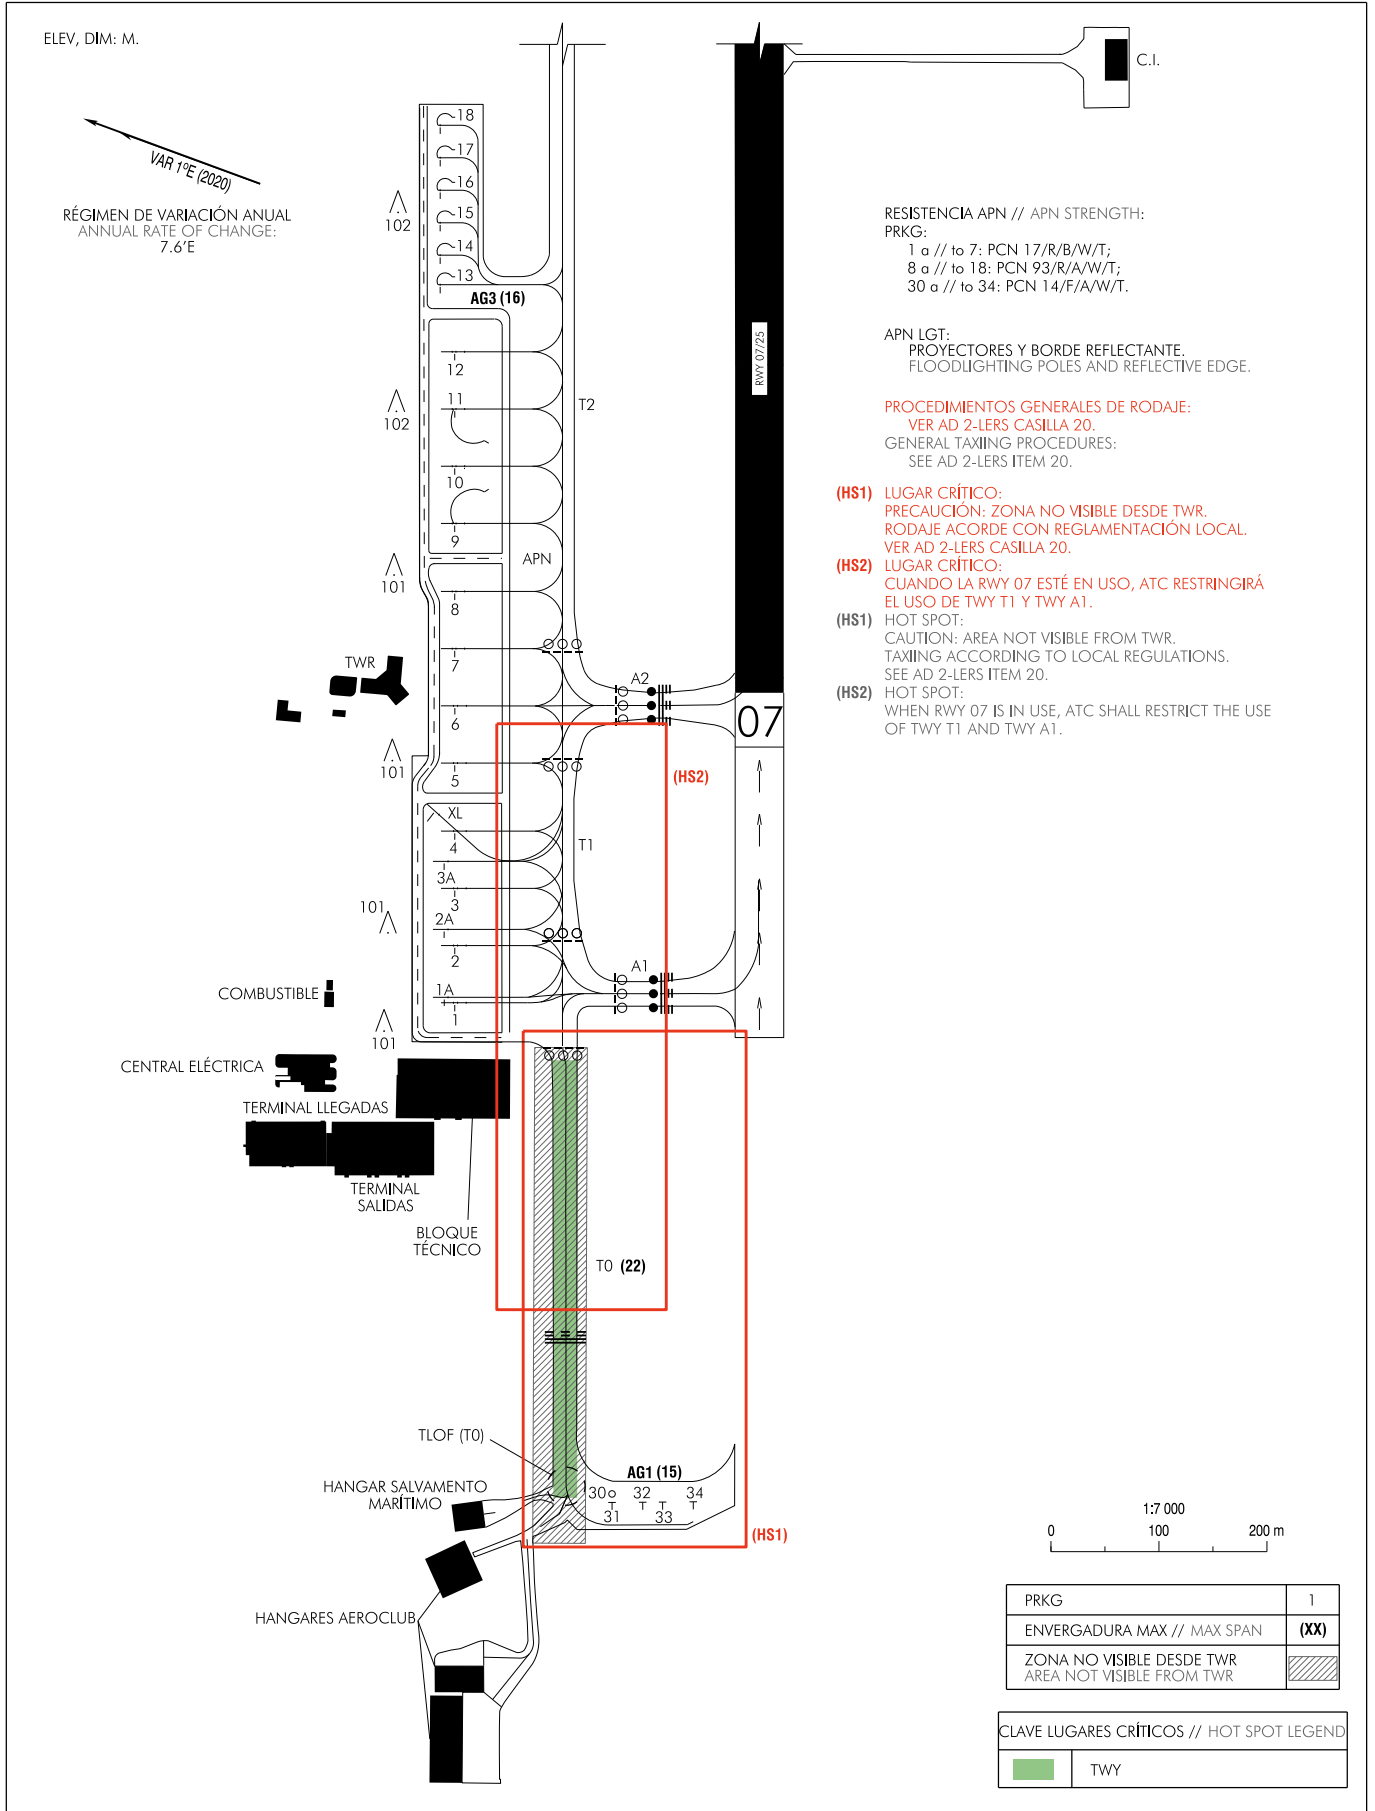 ELEV, DIM: M.
VAR 1ºE (2020)
RÉGIMEN DE VARIACIÓN ANUAL
ANNUAL RATE OF CHANGE:
7.6'E
C.I.
18
17
16
15
14
13
AG3 (16)
102
12
11
10
9
102
T2
APN
RWY 07/25
101
8
7
6
5
TWR
A2
07
101
(HS2)
XL
4
3A
3
2A
2
1A
1
T1
101
A1
COMBUSTIBLE
101
CENTRAL ELÉCTRICA
TERMINAL LLEGADAS
TERMINAL
SALIDAS
BLOQUE
TÉCNICO
T0 (22)
TLOF (T0)
HANGAR SALVAMENTO
MARÍTIMO
AG1 (15)
30
32
34
31
33
(HS1)
HANGARES AEROCLUB
RESISTENCIA APN // APN STRENGTH:
PRKG:
1 a // to 7: PCN 17/R/B/W/T;
8 a // to 18: PCN 93/R/A/W/T;
30 a // to 34: PCN 14/F/A/W/T.
APN LGT:
PROYECTORES Y BORDE REFLECTANTE.
FLOODLIGHTING POLES AND REFLECTIVE EDGE.
PROCEDIMIENTOS GENERALES DE RODAJE:
VER AD 2-LERS CASILLA 20.
GENERAL TAXIING PROCEDURES:
SEE AD 2-LERS ITEM 20.
(HS1) LUGAR CRÍTICO:
PRECAUCIÓN: ZONA NO VISIBLE DESDE TWR.
RODAJE ACORDE CON REGLAMENTACIÓN LOCAL.
VER AD 2-LERS CASILLA 20.
(HS2) LUGAR CRÍTICO:
CUANDO LA RWY 07 ESTÉ EN USO, ATC RESTRINGIRÁ
EL USO DE TWY T1 Y TWY A1.
(HS1) HOT SPOT:
CAUTION: AREA NOT VISIBLE FROM TWR.
TAXIING ACCORDING TO LOCAL REGULATIONS.
SEE AD 2-LERS ITEM 20.
(HS2) HOT SPOT:
WHEN RWY 07 IS IN USE, ATC SHALL RESTRICT THE USE
OF TWY T1 AND TWY A1.
1:7 000
0 100 200 m
PRKG 1
ENVERGADURA MAX // MAX SPAN (XX)
ZONA NO VISIBLE DESDE TWR
AREA NOT VISIBLE FROM TWR
CLAVE LUGARES CRÍTICOS // HOT SPOT LEGEND
TWY